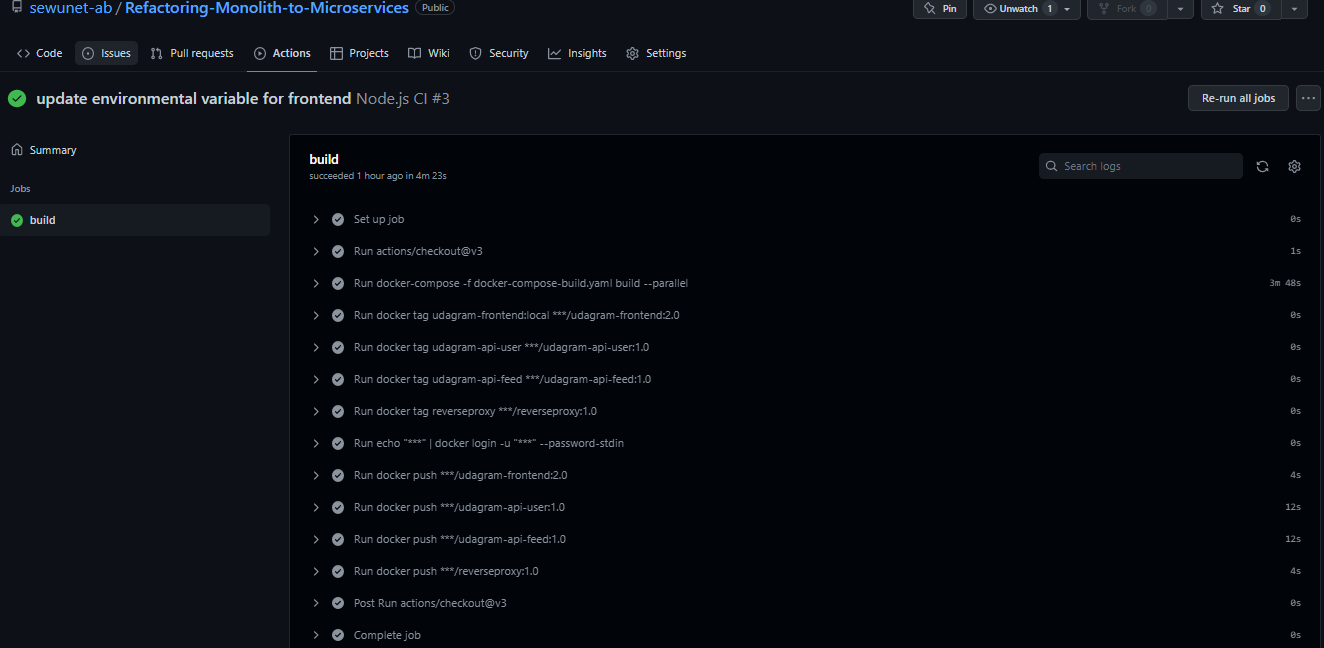 sewunet-ab / Refactoring-Monolith-to-Microservices Public Pin Unwatch 1 Fork 0 Star 0
Code Issues Pull requests Actions Projects Wiki Security Insights Settings
update environmental variable for frontend Node.js CI #3 Re-run all jobs ...
Summary
Jobs
build
build
succeeded 1 hour ago in 4m 23s
Search logs
Set up job 0s
Run actions/checkout@v3 1s
Run docker-compose -f docker-compose-build.yaml build --parallel 3m 48s
Run docker tag udagram-frontend:local ***/udagram-frontend:2.0 0s
Run docker tag udagram-api-user ***/udagram-api-user:1.0 0s
Run docker tag udagram-api-feed ***/udagram-api-feed:1.0 0s
Run docker tag reverseproxy ***/reverseproxy:1.0 0s
Run echo "***" | docker login -u "***" --password-stdin 0s
Run docker push ***/udagram-frontend:2.0 4s
Run docker push ***/udagram-api-user:1.0 12s
Run docker push ***/udagram-api-feed:1.0 12s
Run docker push ***/reverseproxy:1.0 4s
Post Run actions/checkout@v3 0s
Complete job 0s